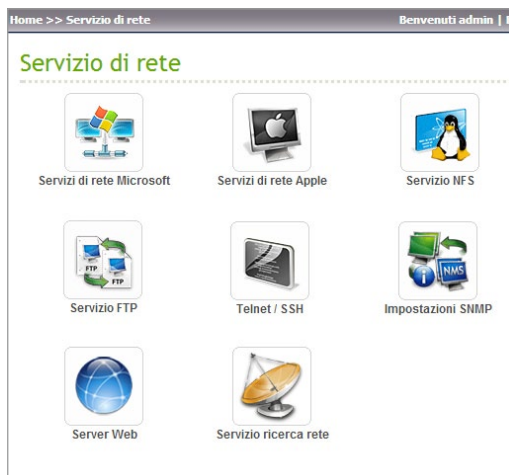 Home >> Servizio di rete
Benvenuti admin |
Servizio di rete
Servizi di rete Microsoft
Servizi di rete Apple
Servizio NFS
FTP
FTP
NMS
Servizio FTP
Telnet / SSH
Impostazioni SNMP
Server Web
Servizio ricerca rete